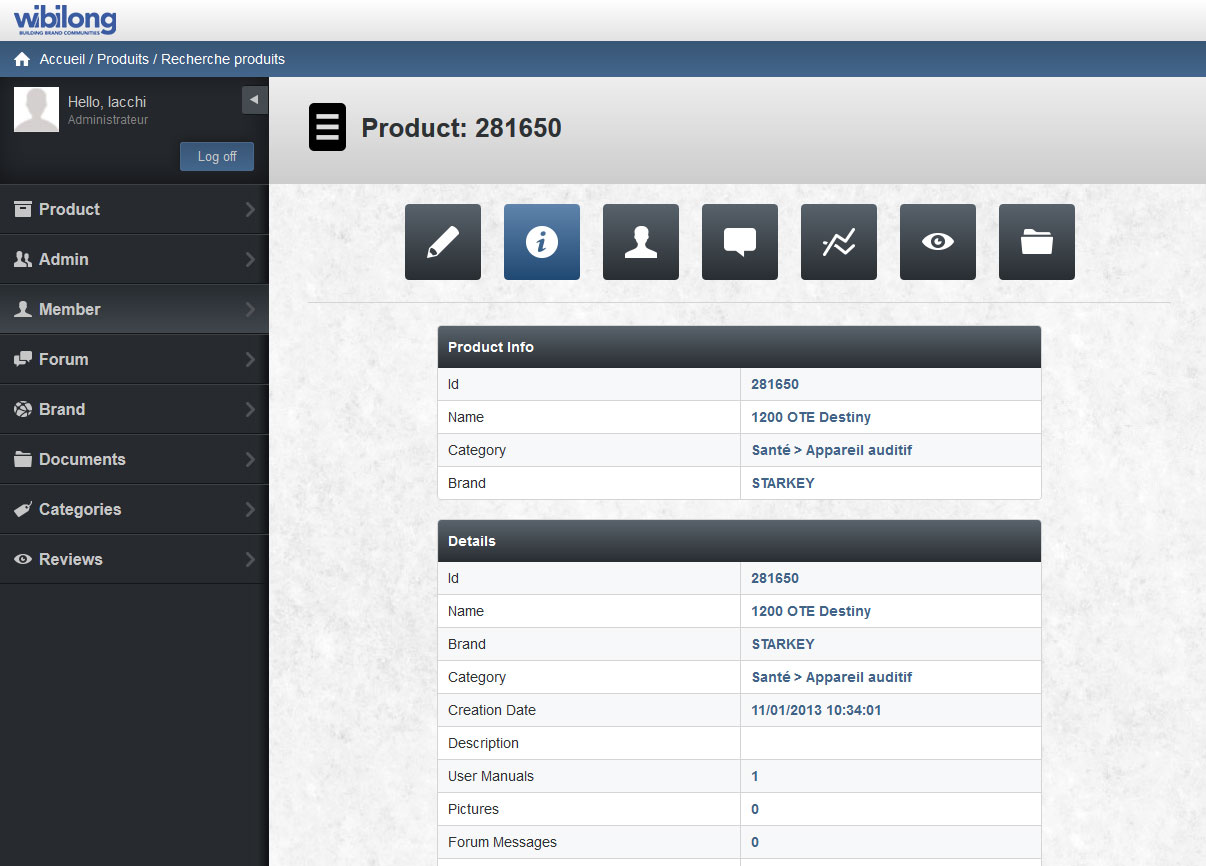 wibilong
BUILDING BRAND COMMUNITIES
Accueil / Produits / Recherche produits
Hello, lacchi
Administrateur
Log off
Product
Admin
Member
Forum
Brand
Documents
Categories
Reviews
Product: 281650
Product Info
Id 281650
Name 1200 OTE Destiny
Category Santé > Appareil auditif
Brand STARKEY
Details
Id 281650
Name 1200 OTE Destiny
Brand STARKEY
Category Santé > Appareil auditif
Creation Date 11/01/2013 10:34:01
Description
User Manuals 1
Pictures 0
Forum Messages 0